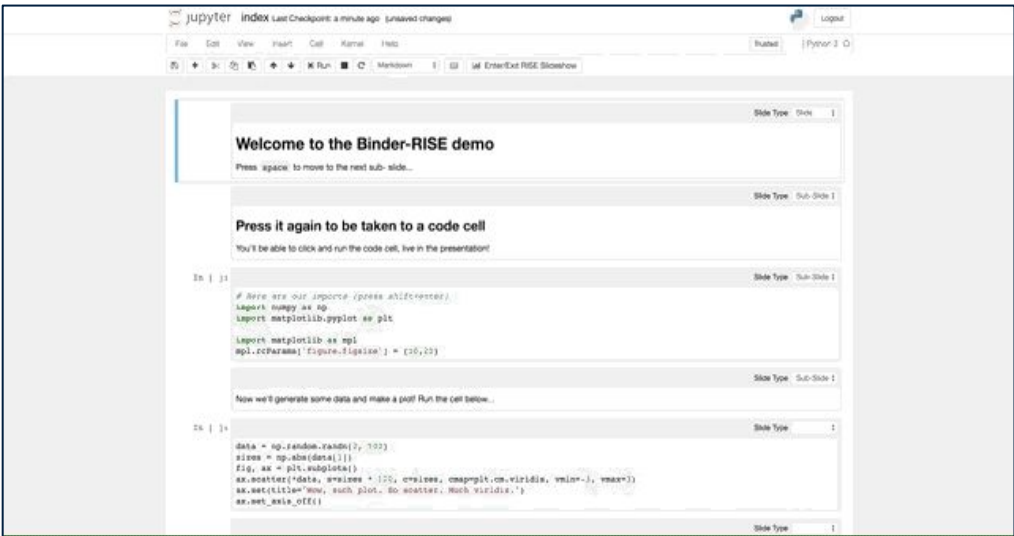 jupyter index Last Checkpoint: a minute ago (unsaved changes)
Logout
File Edit View Insert Cell Kernel Help
Trusted | Python 3 O
Run Markdown Enter/Exit RISE Slideshow
Slide Type Slide
Welcome to the Binder-RISE demo
Press space to move to the next sub- slide...
Slide Type Sub-Slide
Press it again to be taken to a code cell
You'll be able to click and run the code cell, live in the presentation!
In [ ]: Slide Type Sub-Slide
# Here are our imports (press shift+enter)
import numpy as np
import matplotlib.pyplot as plt
import matplotlib as mpl
mpl.rcParams['figure.figsize'] = (20,20)
Slide Type Sub-Slide
Now we'll generate some data and make a plot! Run the cell below...
In [ ]: Slide Type
data = np.random.randn(2, 500)
sizes = np.abs(data[1])
fig, ax = plt.subplots()
ax.scatter(*data, s=sizes * 100, c=sizes, cmap=plt.cm.viridis, vmin=-3, vmax=3)
ax.set(title='Wow, such plot. So scatter. Much viridis.')
ax.set_axis_off()
Slide Type